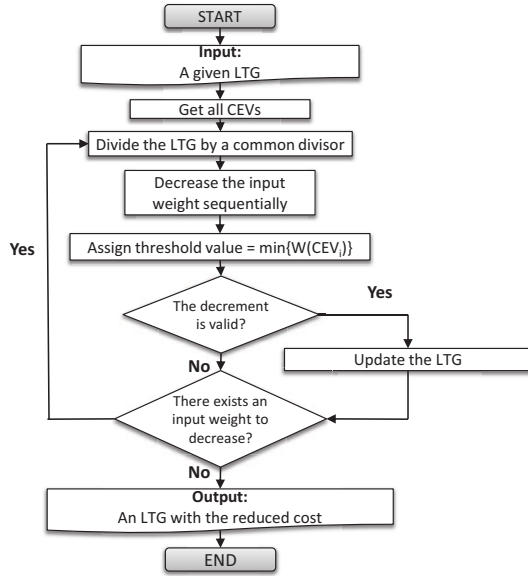 START
Input:
A given LTG
Get all CEVs
Divide the LTG by a common divisor
Decrease the input
weight sequentially
Yes
Assign threshold value = min{W(CEVi)}
The decrement
is valid?
Yes
No
Update the LTG
There exists an
input weight to
decrease?
No
Output:
An LTG with the reduced cost
END